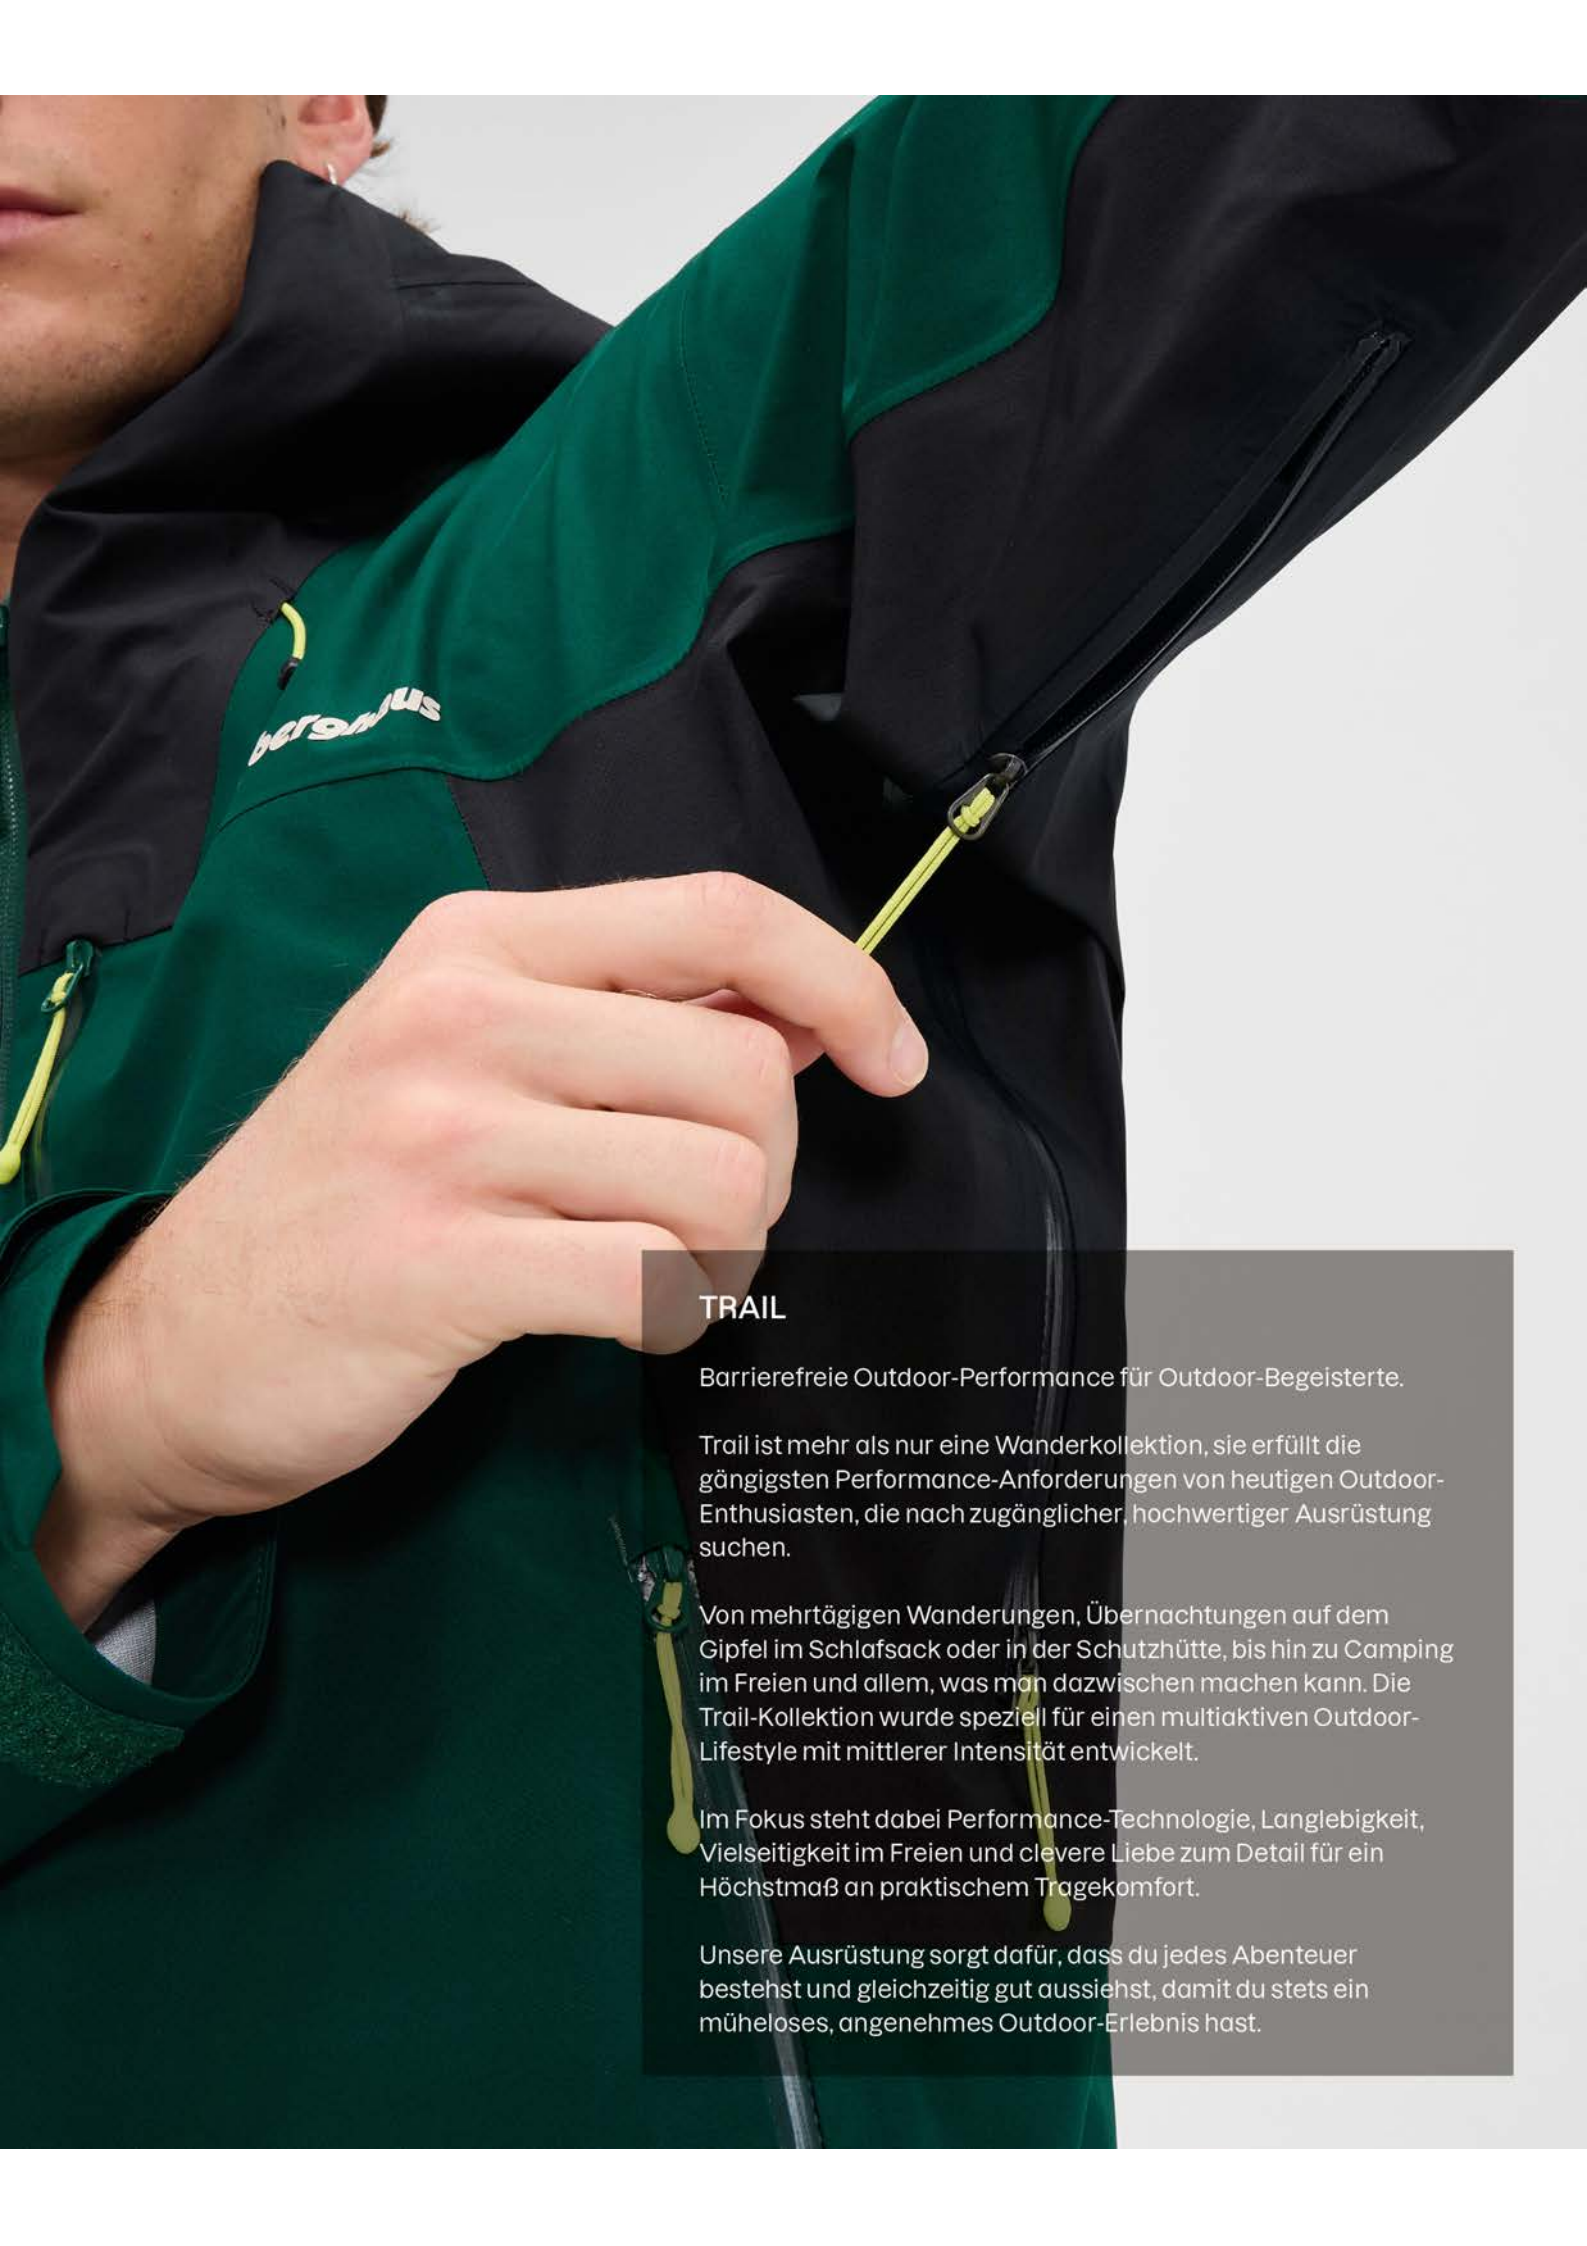 berghaus
TRAIL
Barrierefreie Outdoor-Performance für Outdoor-Begeisterte.
Trail ist mehr als nur eine Wanderkollektion, sie erfüllt die
gängigsten Performance-Anforderungen von heutigen Outdoor-
Enthusiasten, die nach zugänglicher, hochwertiger Ausrüstung
suchen.
Von mehrtägigen Wanderungen, Übernachtungen auf dem
Gipfel im Schlafsack oder in der Schutzhütte, bis hin zu Camping
im Freien und allem, was man dazwischen machen kann. Die
Trail-Kollektion wurde speziell für einen multiaktiven Outdoor-
Lifestyle mit mittlerer Intensität entwickelt.
Im Fokus steht dabei Performance-Technologie, Langlebigkeit,
Vielseitigkeit im Freien und clevere Liebe zum Detail für ein
Höchstmaß an praktischem Tragekomfort.
Unsere Ausrüstung sorgt dafür, dass du jedes Abenteuer
bestehst und gleichzeitig gut aussiehst, damit du stets ein
müheloses, angenehmes Outdoor-Erlebnis hast.